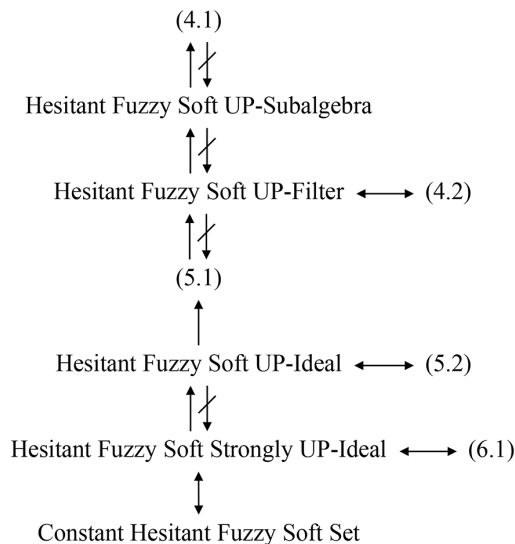 (4.1)
Hesitant Fuzzy Soft UP-Subalgebra
Hesitant Fuzzy Soft UP-Filter
(4.2)
(5.1)
Hesitant Fuzzy Soft UP-Ideal
(5.2)
Hesitant Fuzzy Soft Strongly UP-Ideal
(6.1)
Constant Hesitant Fuzzy Soft Set